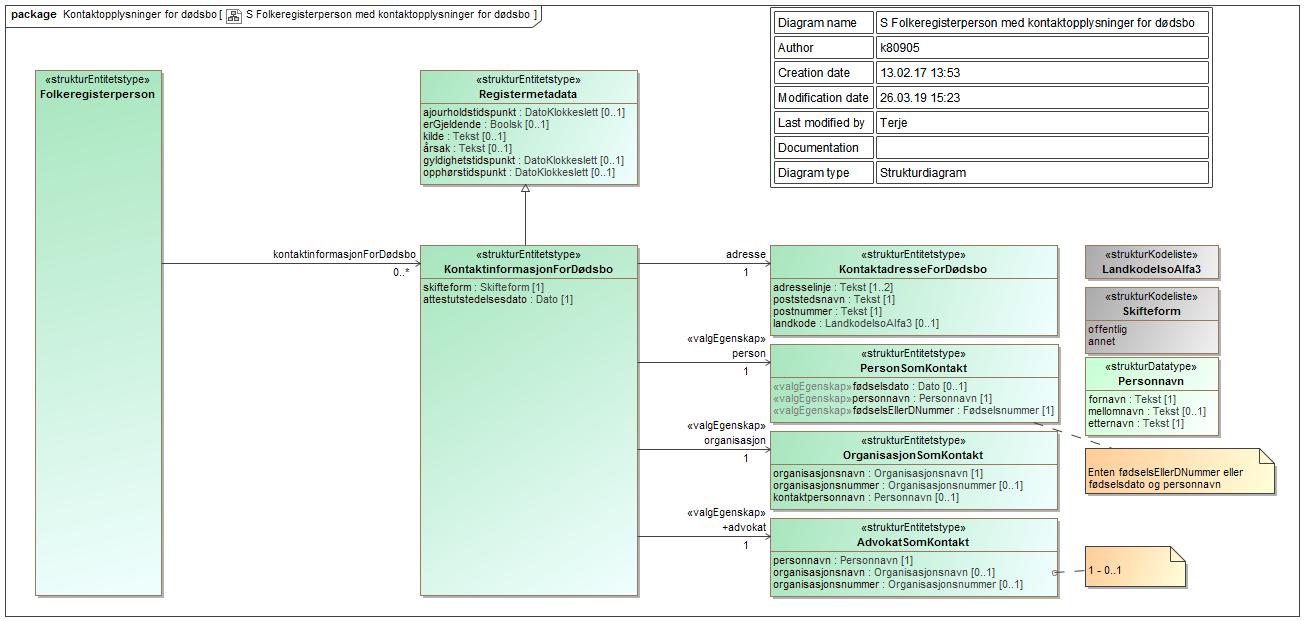 package Kontaktopplysninger for dødsbo [ S Folkeregisterperson med kontaktopplysninger for dødsbo ]
Diagram name S Folkeregisterperson med kontaktopplysninger for dødsbo
Author k80905
Creation date 13.02.17 13:53
Modification date 26.03.19 15:23
Last modified by Terje
Documentation
Diagram type Strukturdiagram
«strukturEntitetstype»
Folkeregisterperson
«strukturEntitetstype»
Registermetadata
ajourholdstidspunkt : DatoKlokkeslett [0..1]
erGjeldende : Boolsk [0..1]
kilde : Tekst [0..1]
årsak : Tekst [0..1]
gyldighetstidspunkt : DatoKlokkeslett [0..1]
opphørstidspunkt : DatoKlokkeslett [0..1]
kontaktinformasjonForDødsbo
0..*
«strukturEntitetstype»
KontaktinformasjonForDødsbo
skifteform : Skifteform [1]
attestutstedelsesdato : Dato [1]
adresse
1
«valgEgenskap»
person
1
«valgEgenskap»
organisasjon
1
«valgEgenskap»
+advokat
1
«strukturEntitetstype»
KontaktadresseForDødsbo
adresselinje : Tekst [1..2]
poststedsnavn : Tekst [1]
postnummer : Tekst [1]
landkode : LandkodeIsoAlfa3 [0..1]
«strukturEntitetstype»
PersonSomKontakt
«valgEgenskap»fødselsdato : Dato [0..1]
«valgEgenskap»personnavn : Personnavn [1]
«valgEgenskap»fødselsEllerDNummer : Fødselsnummer [1]
«strukturEntitetstype»
OrganisasjonSomKontakt
organisasjonsnavn : Organisasjonsnavn [1]
organisasjonsnummer : Organisasjonsnummer [0..1]
kontaktpersonnavn : Personnavn [0..1]
«strukturEntitetstype»
AdvokatSomKontakt
personnavn : Personnavn [1]
organisasjonsnavn : Organisasjonsnavn [0..1]
organisasjonsnummer : Organisasjonsnummer [0..1]
«strukturKodeliste»
LandkodeIsoAlfa3
«strukturKodeliste»
Skifteform
offentlig
annet
«strukturDatatype»
Personnavn
fornavn : Tekst [1]
mellomnavn : Tekst [0..1]
etternavn : Tekst [1]
Enten fødselsEllerDNummer eller
fødselsdato og personnavn
1 - 0..1